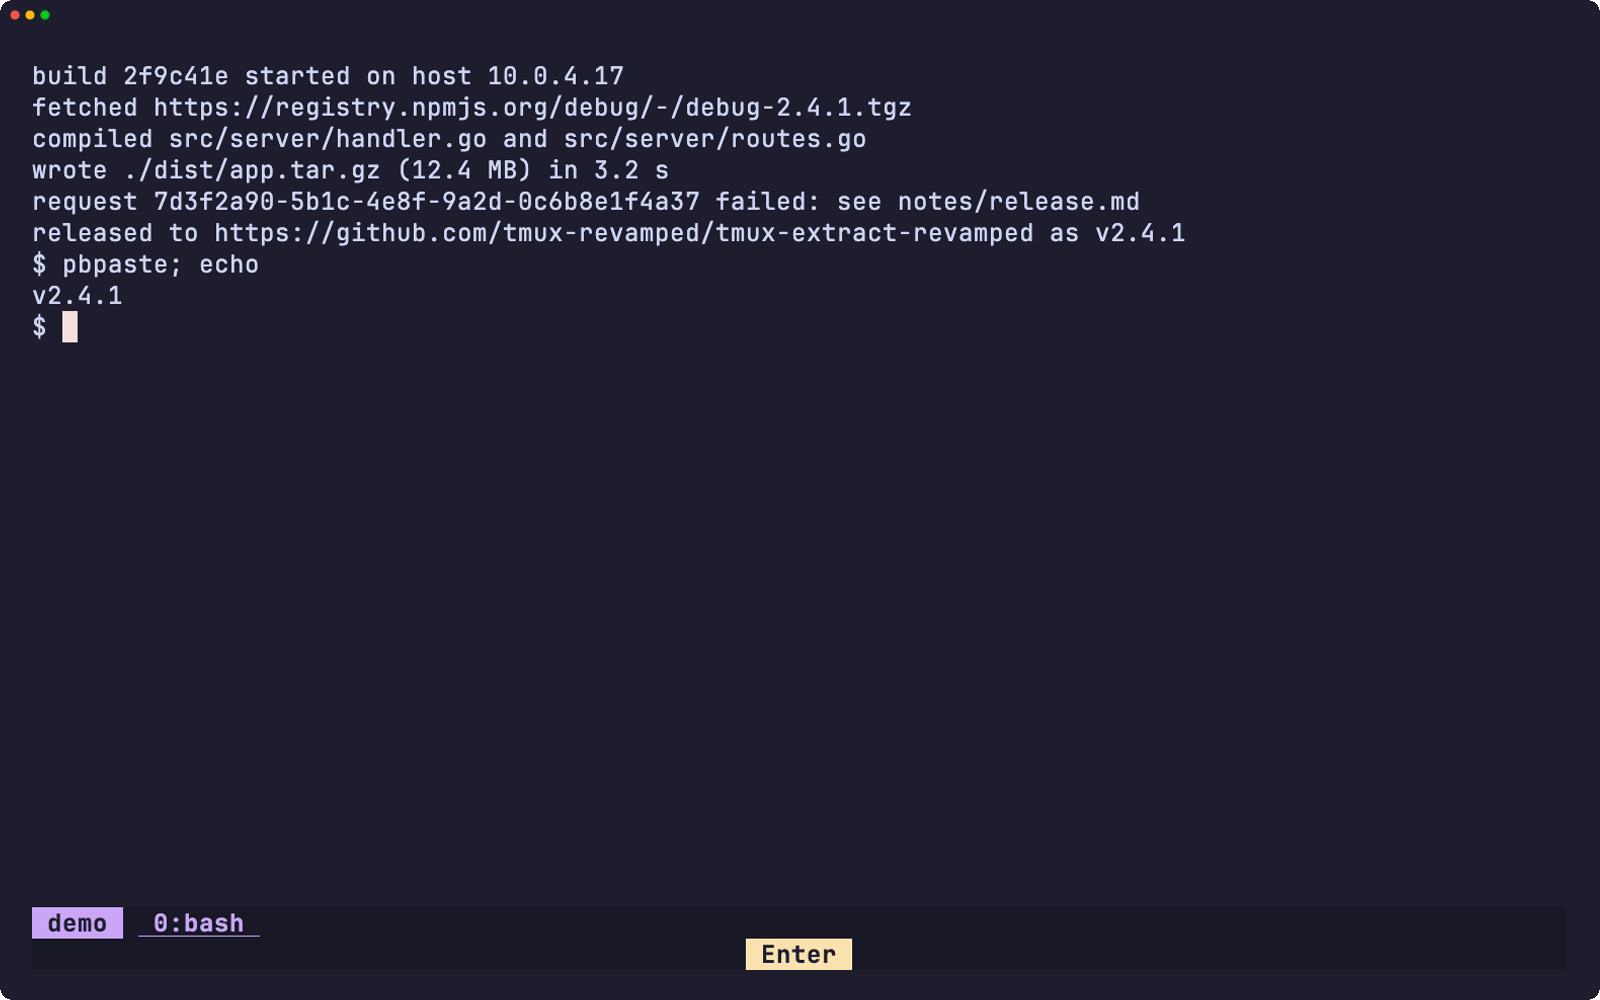 build 2f9c41e started on host 10.0.4.17
fetched https://registry.npmjs.org/debug/-/debug-2.4.1.tgz
compiled src/server/handler.go and src/server/routes.go
wrote ./dist/app.tar.gz (12.4 MB) in 3.2 s
request 7d3f2a90-5b1c-4e8f-9a2d-0c6b8e1f4a37 failed: see notes/release.md
released to https://github.com/tmux-revamped/tmux-extract-revamped as v2.4.1
$ pbpaste; echo
v2.4.1
$
demo 0:bash
Enter